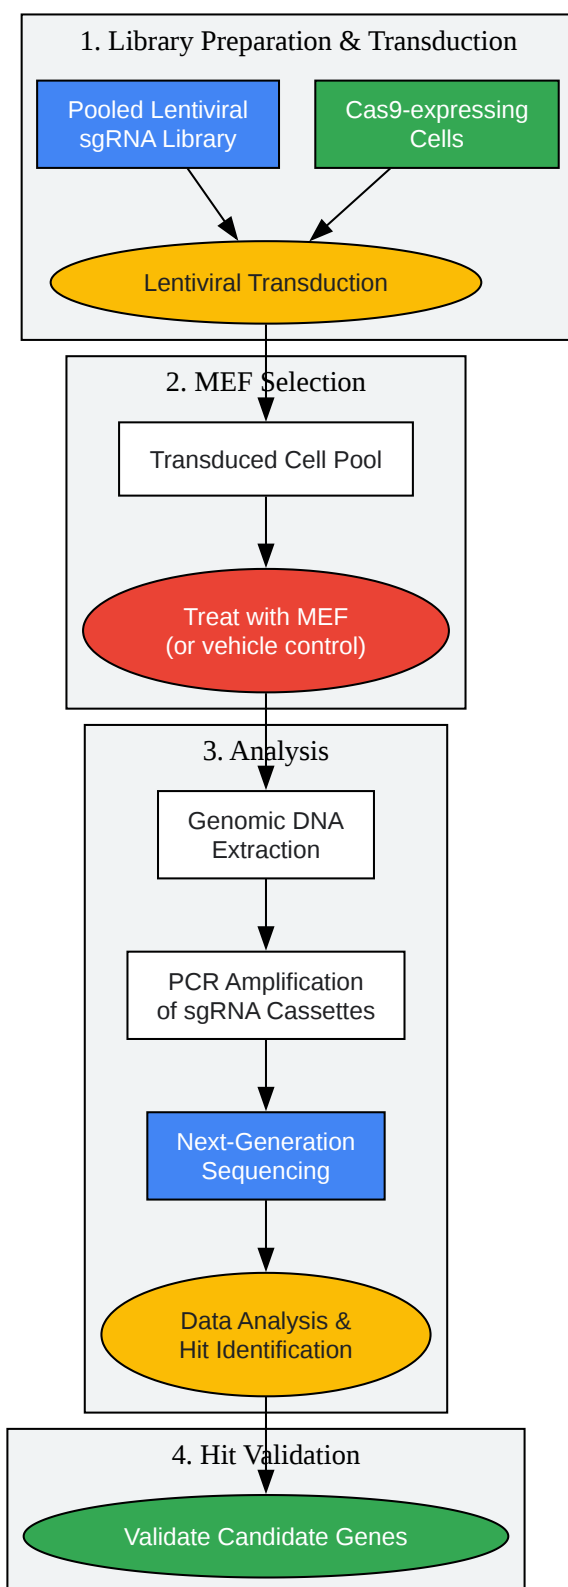 1. Library Preparation & Transduction
Pooled Lentiviral
sgRNA Library
Cas9-expressing
Cells
Lentiviral Transduction
2. MEF Selection
Transduced Cell Pool
Treat with MEF
(or vehicle control)
3. Analysis
Genomic DNA
Extraction
PCR Amplification
of sgRNA Cassettes
Next-Generation
Sequencing
Data Analysis &
Hit Identification
4. Hit Validation
Validate Candidate Genes